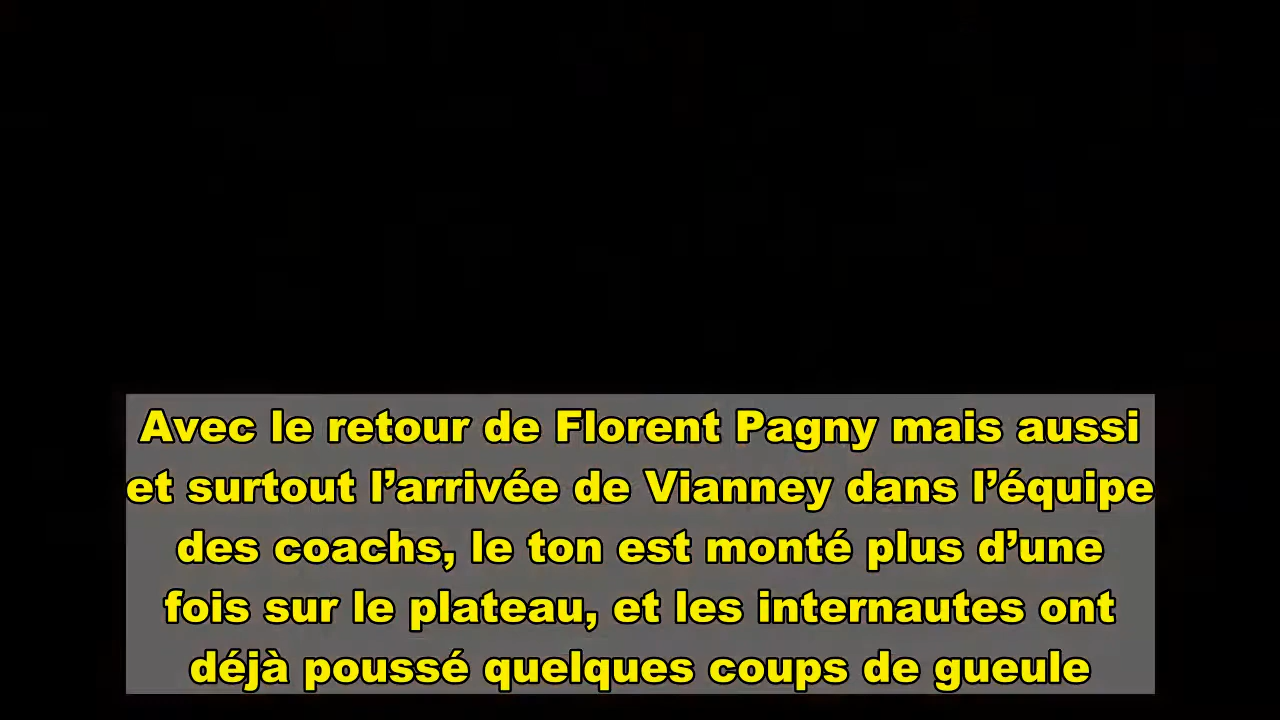 Avec le retour de Florent Pagny mais aussi
et surtout l’arrivée de Vianney dans l’équipe
des coachs, le ton est monté plus d’une
fois sur le plateau, et les internautes ont
déjà poussé quelques coups de gueule